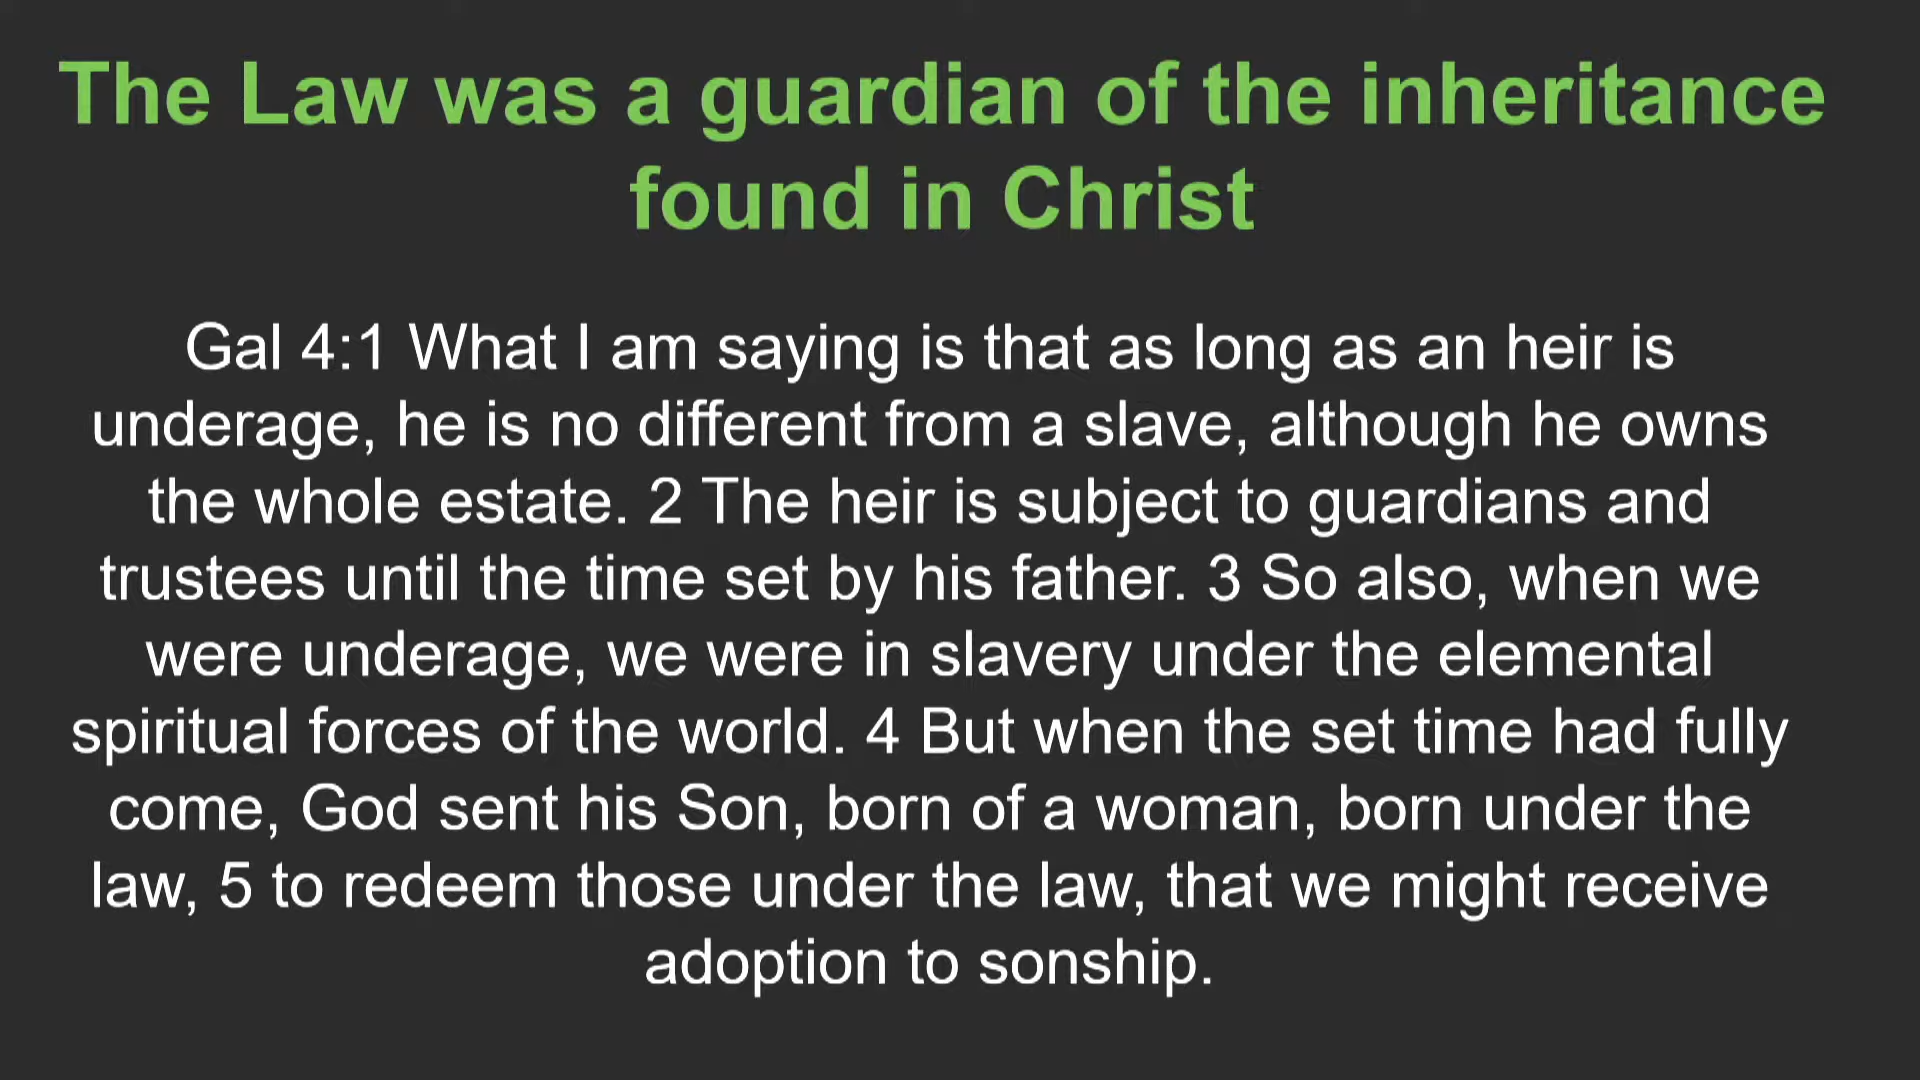 The Law was a guardian of the inheritance
found in Christ
Gal 4:1 What I am saying is that as long as an heir is
underage, he is no different from a slave, although he owns
the whole estate. 2 The heir is subject to guardians and
trustees until the time set by his father. 3 So also, when we
were underage, we were in slavery under the elemental
spiritual forces of the world. 4 But when the set time had fully
come, God sent his Son, born of a woman, born under the
law, 5 to redeem those under the law, that we might receive
adoption to sonship.